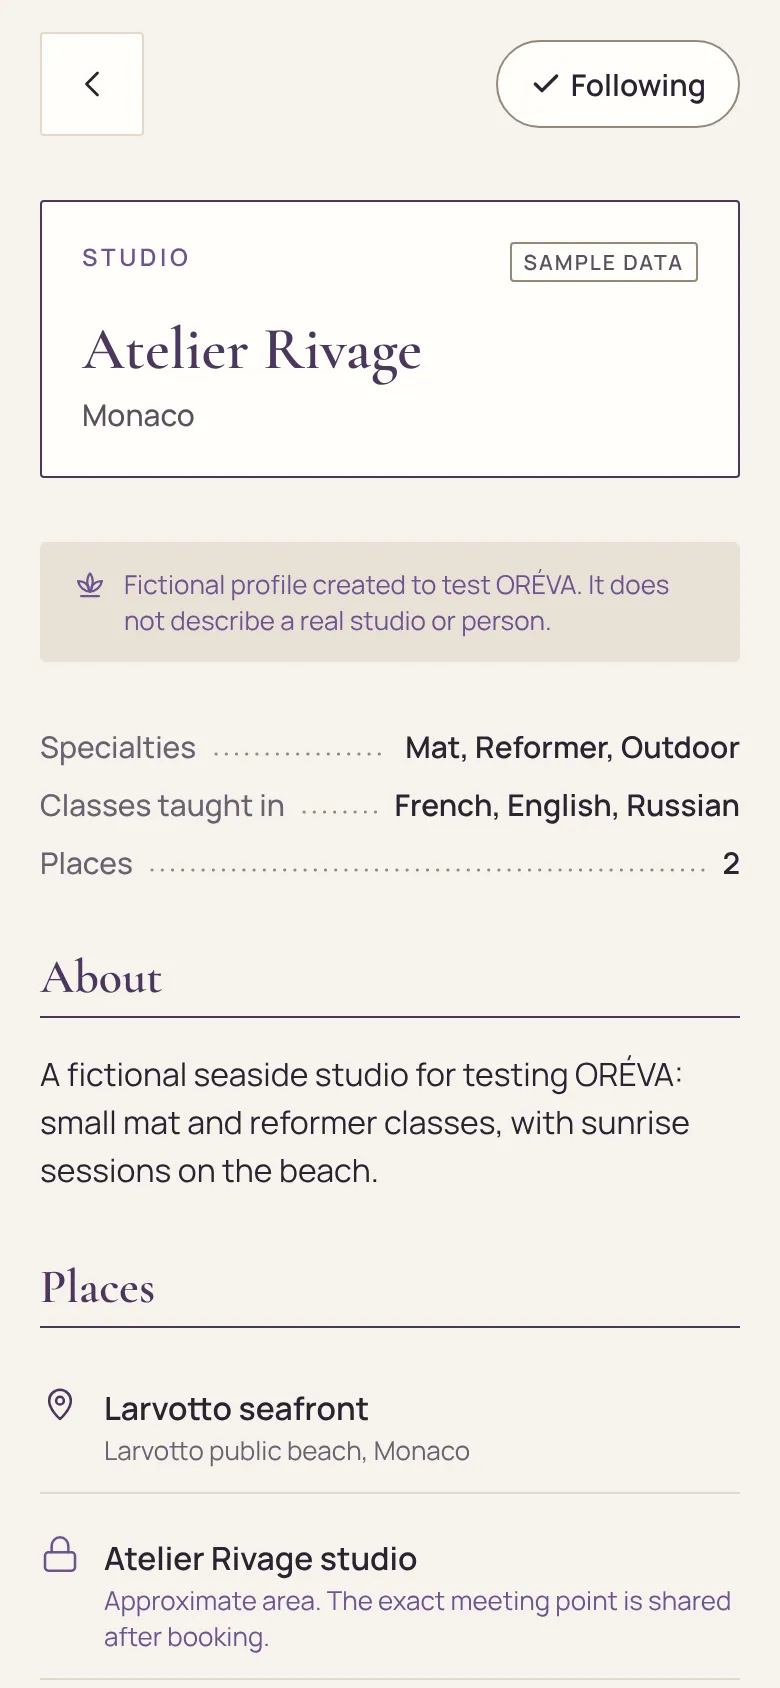 Following
STUDIO
SAMPLE DATA
Atelier Rivage
Monaco
Fictional profile created to test ORÉVA. It does
not describe a real studio or person.
Specialties ................. Mat, Reformer, Outdoor
Classes taught in ........ French, English, Russian
Places ..................................................... 2
About
A fictional seaside studio for testing ORÉVA:
small mat and reformer classes, with sunrise
sessions on the beach.
Places
Larvotto seafront
Larvotto public beach, Monaco
Atelier Rivage studio
Approximate area. The exact meeting point is shared
after booking.